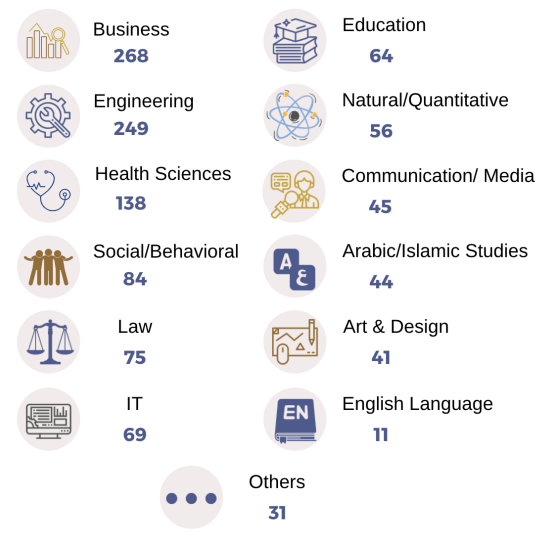 Business
268
Education
64
Engineering
249
Natural/Quantitative
56
Health Sciences
138
Communication/ Media
45
Social/Behavioral
84
A
ع
Arabic/Islamic Studies
44
Law
75
Art & Design
41
IT
69
EN
English Language
11
Others
31